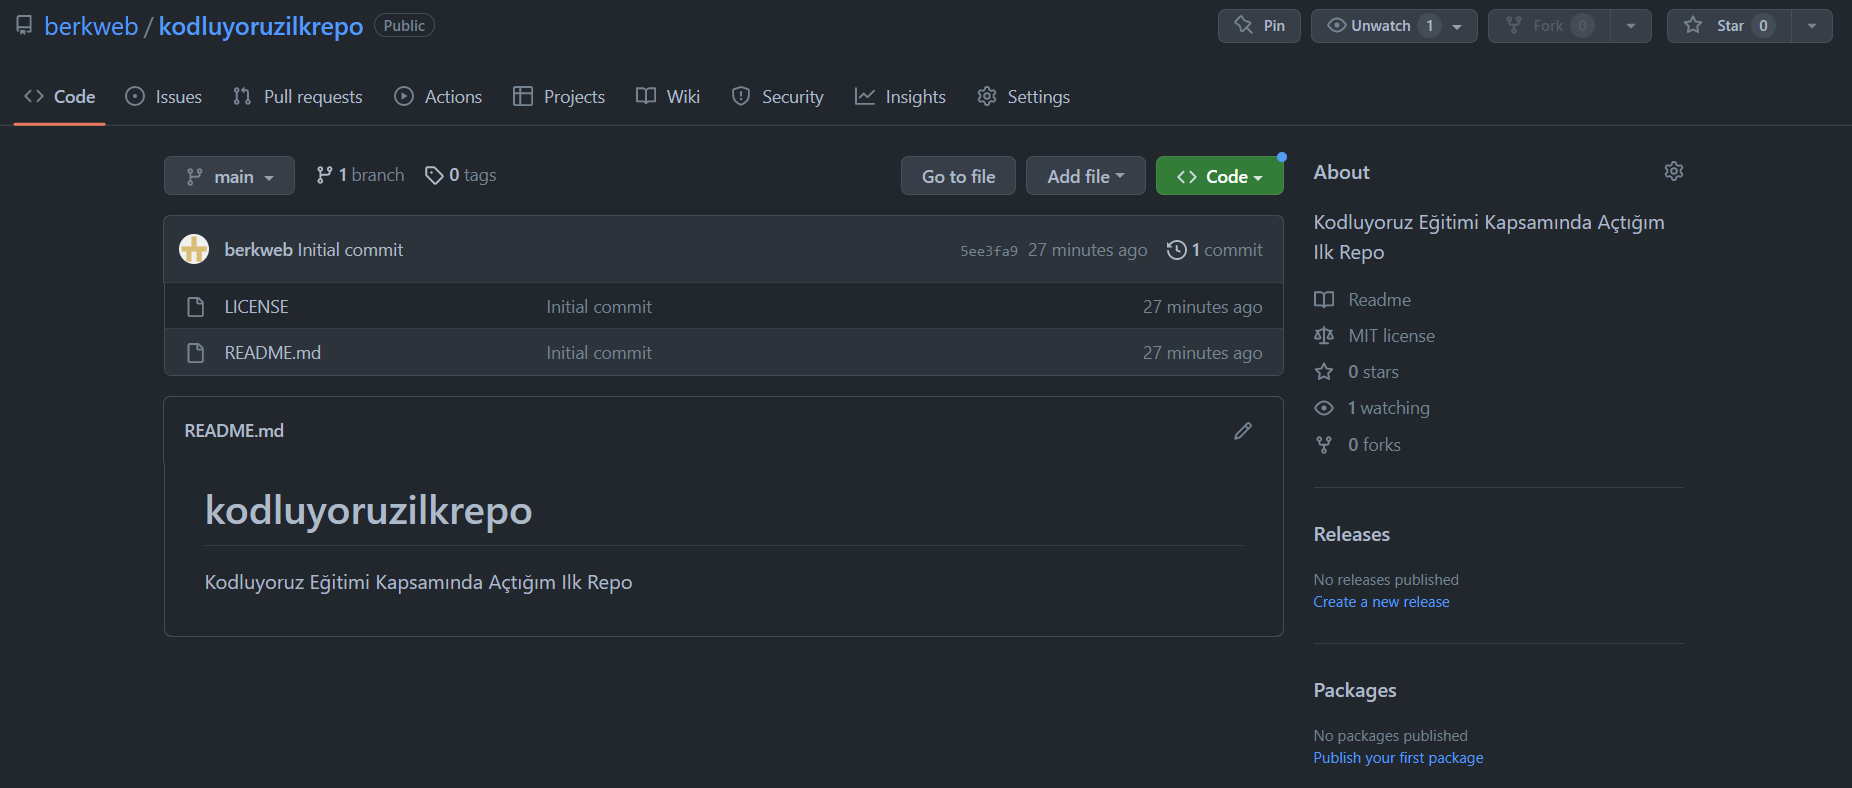 berkweb / kodluyoruzilkrepo Public
Pin Unwatch 1 Fork 0 Star 0
Code Issues Pull requests Actions Projects Wiki Security Insights Settings
main 1 branch 0 tags Go to file Add file Code
berkweb Initial commit 5ee3fa9 27 minutes ago 1 commit
LICENSE Initial commit 27 minutes ago
README.md Initial commit 27 minutes ago
README.md
kodluyoruzilkrepo
Kodluyoruz Eğitimi Kapsamında Açtığım Ilk Repo
About
Kodluyoruz Eğitimi Kapsamında Açtığım
Ilk Repo
Readme
MIT license
0 stars
1 watching
0 forks
Releases
No releases published
Create a new release
Packages
No packages published
Publish your first package